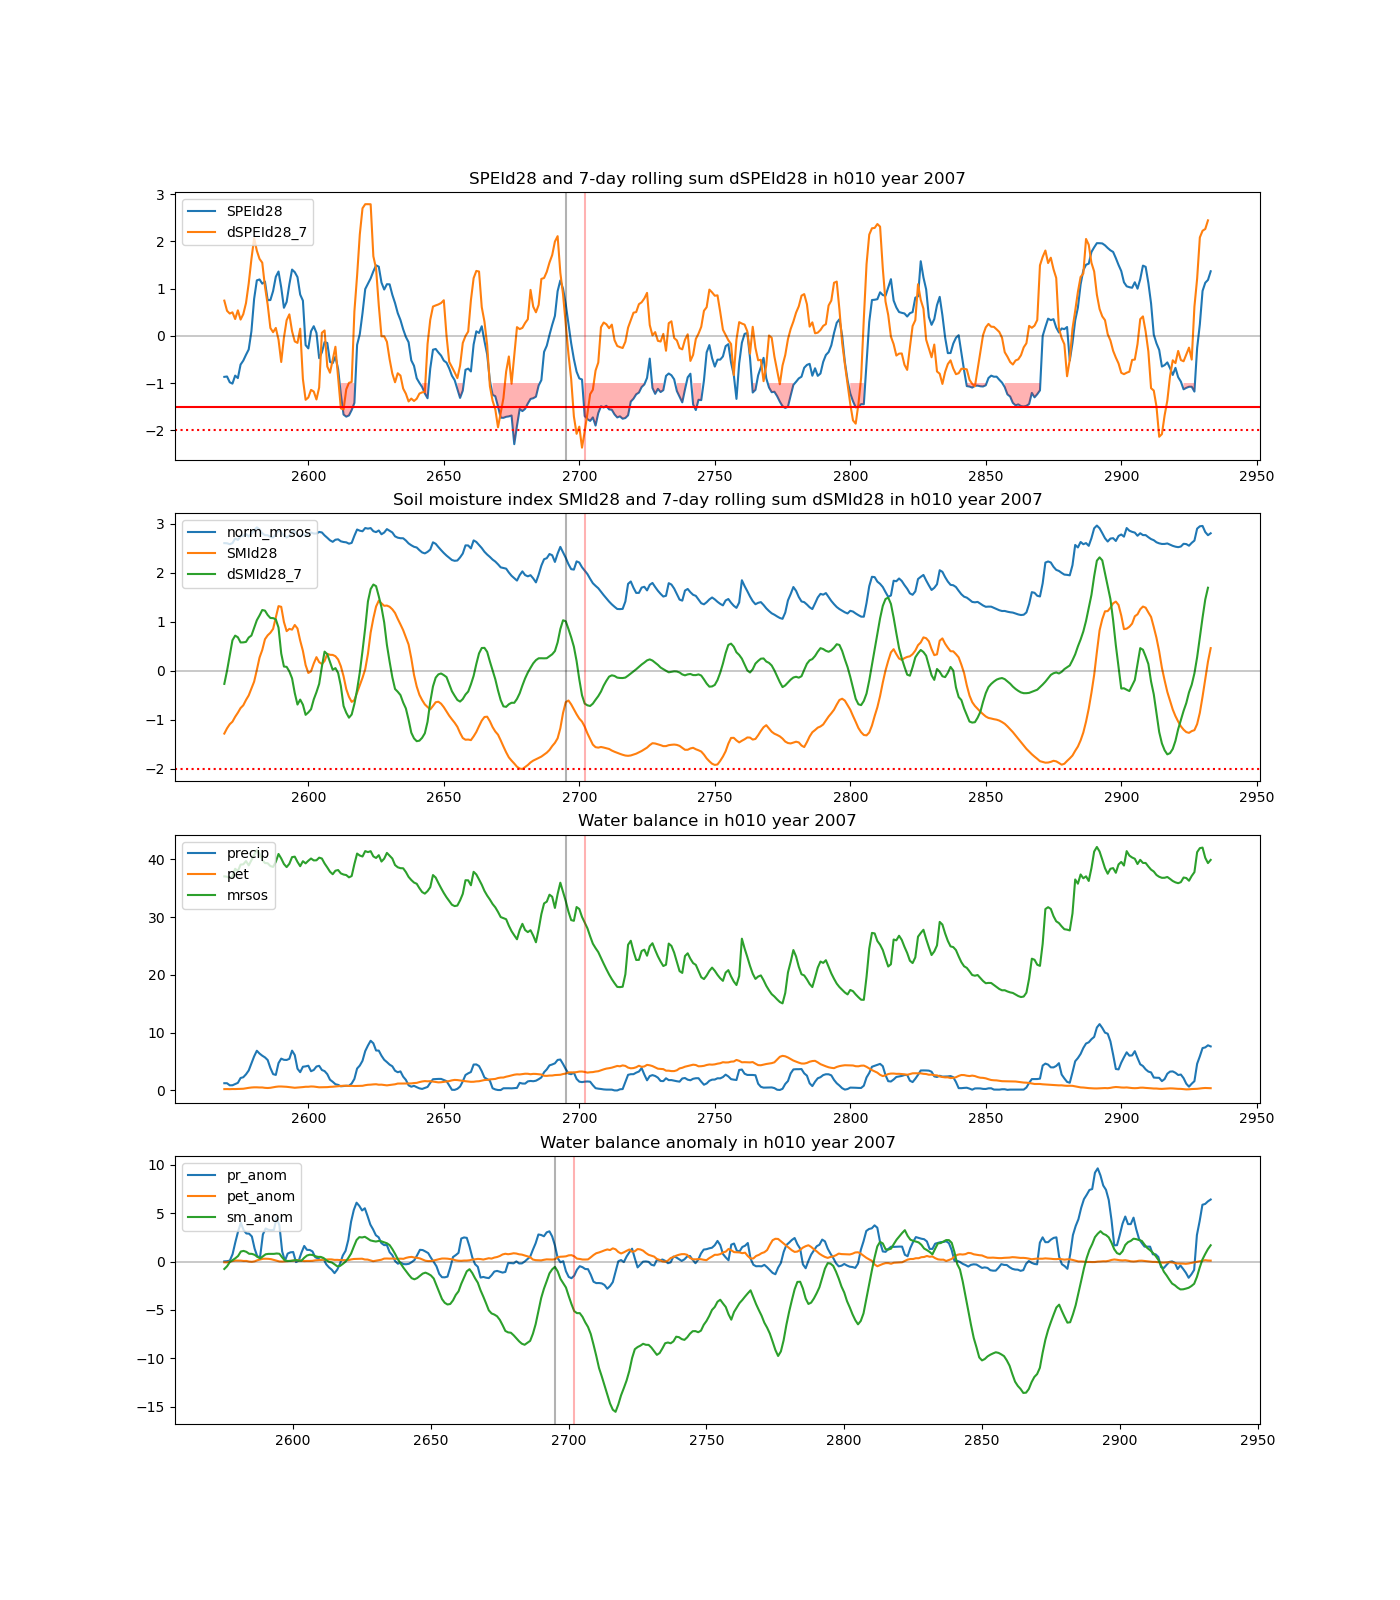 SPEId28 and 7-day rolling sum dSPEId28 in h010 year 2007
3
2
1
0
−1
−2
SPEId28
dSPEId28_7
2600 2650 2700 2750 2800 2850 2900 2950
Soil moisture index SMId28 and 7-day rolling sum dSMId28 in h010 year 2007
3
2
1
0
−1
−2
norm_mrsos
SMId28
dSMId28_7
2600 2650 2700 2750 2800 2850 2900 2950
Water balance in h010 year 2007
40
30
20
10
0
precip
pet
mrsos
2600 2650 2700 2750 2800 2850 2900 2950
Water balance anomaly in h010 year 2007
10
5
0
−5
−10
−15
pr_anom
pet_anom
sm_anom
2600 2650 2700 2750 2800 2850 2900 2950